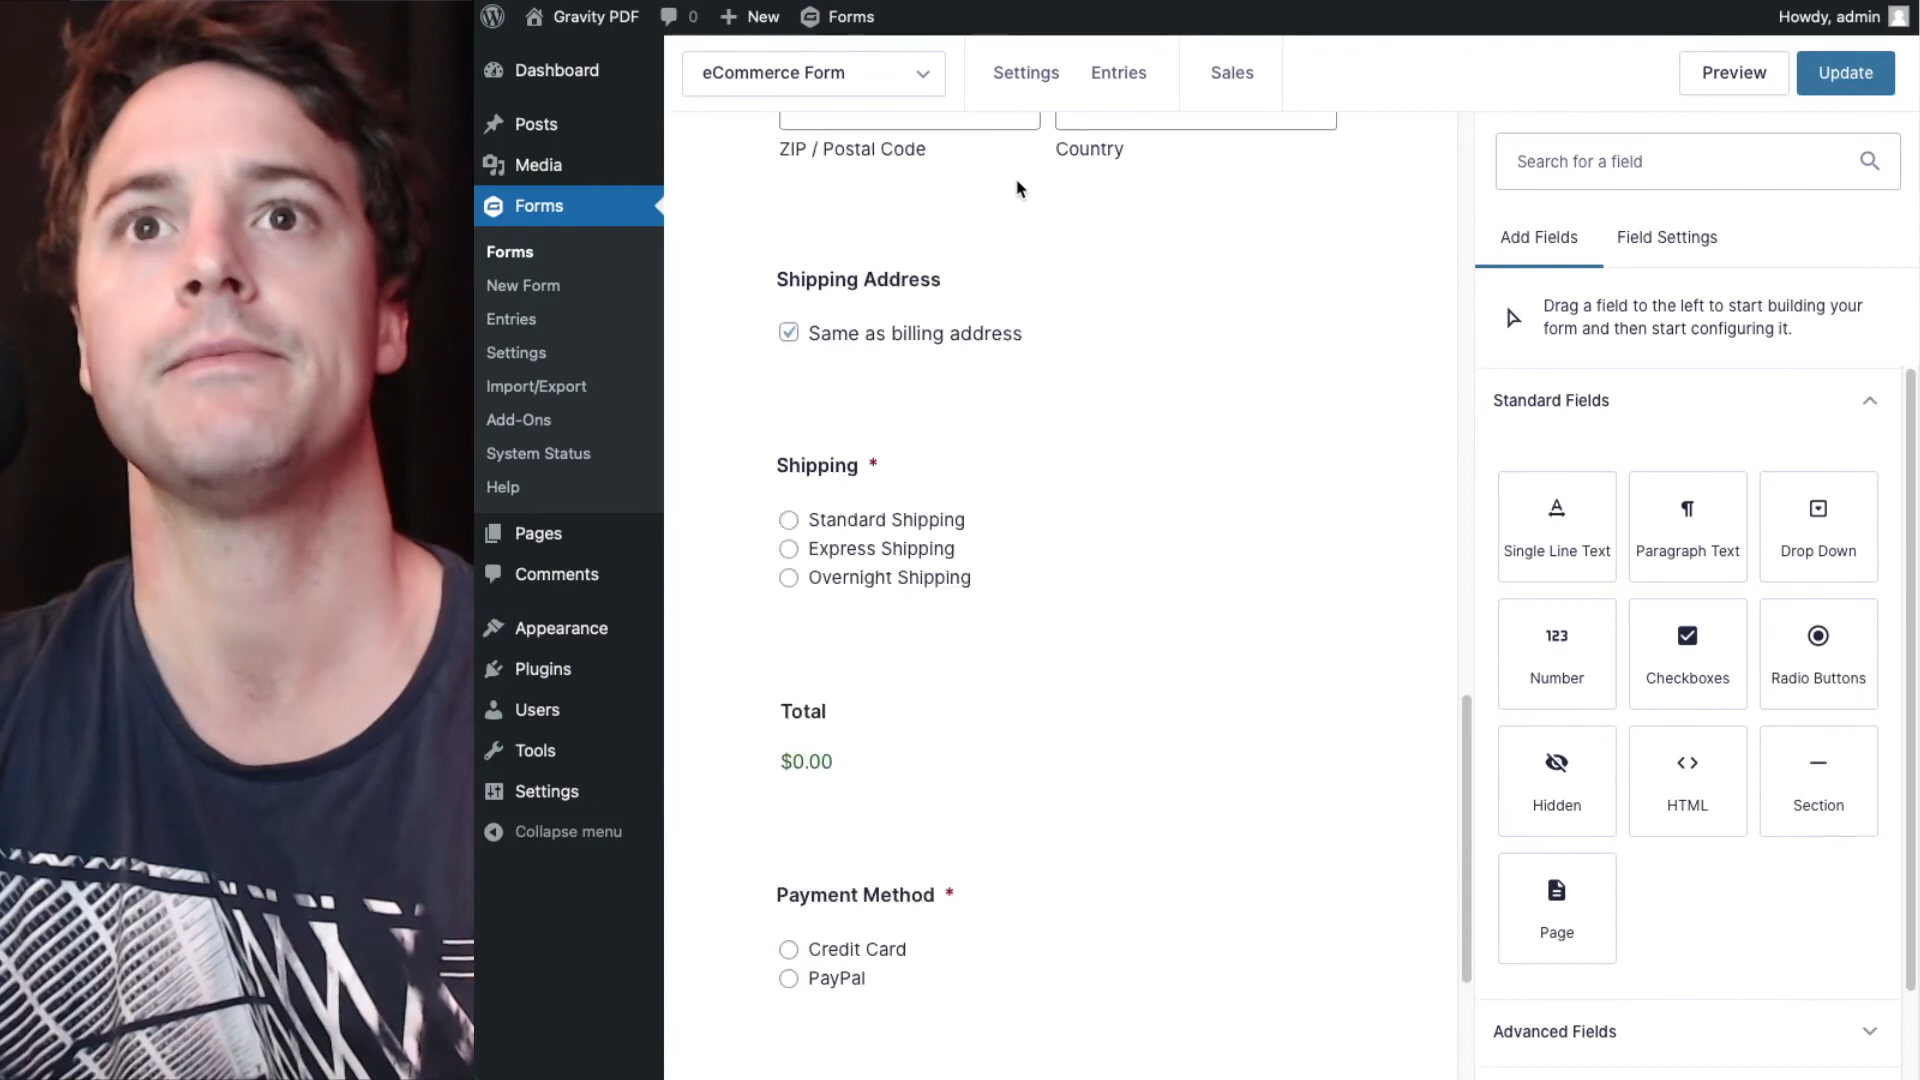 Gravity PDF
0
New
Forms
Howdy, admin
Dashboard
Posts
Media
Forms
Forms
New Form
Entries
Settings
Import/Export
Add-Ons
System Status
Help
Pages
Comments
Appearance
Plugins
Users
Tools
Settings
Collapse menu
eCommerce Form
Settings
Entries
Sales
Preview
Update
ZIP / Postal Code
Country
Shipping Address
Same as billing address
Shipping *
Standard Shipping
Express Shipping
Overnight Shipping
Total
$0.00
Payment Method *
Credit Card
PayPal
Search for a field
Add Fields
Field Settings
Drag a field to the left to start building your
form and then start configuring it.
Standard Fields
Single Line Text
Paragraph Text
Drop Down
123
Number
Checkboxes
Radio Buttons
Hidden
HTML
Section
Page
Advanced Fields